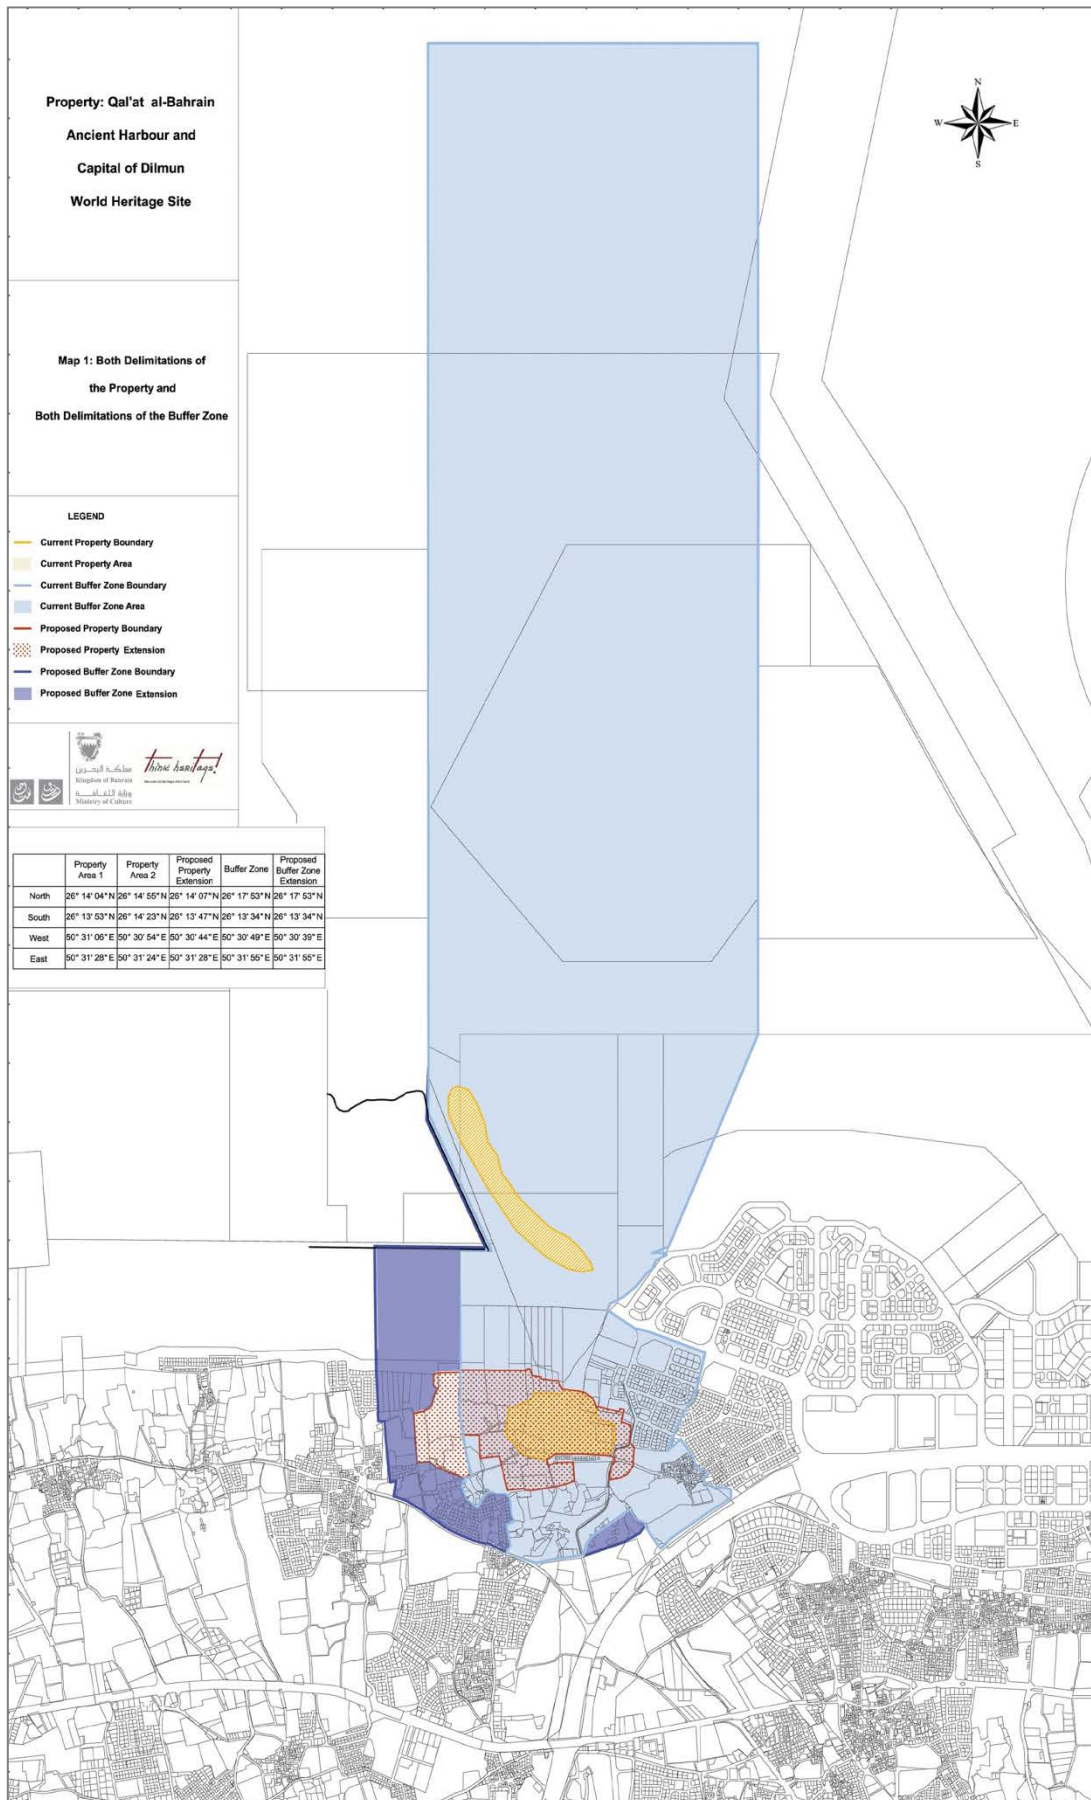 Property: Qal'at al-Bahrain
Ancient Harbour and
Capital of Dilmun
World Heritage Site
N
W
E
S
Map 1: Both Delimitations of
the Property and
Both Delimitations of the Buffer Zone
LEGEND
Current Property Boundary
Current Property Area
Current Buffer Zone Boundary
Current Buffer Zone Area
Proposed Property Boundary
Proposed Property Extension
Proposed Buffer Zone Boundary
Proposed Buffer Zone Extension
مملكة البحرين
Kingdom of Bahrain
وزارة الثقافة
Ministry of Culture
think heritage!
Property Area 1 Property Area 2 Proposed Property Extension Buffer Zone Proposed Buffer Zone Extension
North 26° 14' 04" N 26° 14' 55" N 26° 14' 07" N 26° 17' 53" N 26° 17' 53" N
South 26° 13' 53" N 26° 14' 23" N 26° 13' 47" N 26° 13' 34" N 26° 13' 34" N
West 50° 31' 06" E 50° 30' 54" E 50° 30' 44" E 50° 30' 49" E 50° 30' 39" E
East 50° 31' 28" E 50° 31' 24" E 50° 31' 28" E 50° 31' 55" E 50° 31' 55" E